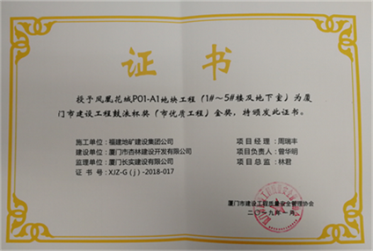 证书
授予凤凰花城P01-A1地块工程（1#～5#楼及地下室）为厦
门市建设工程鼓浪杯奖（市优质工程）金奖，特颁发此证书。
施工单位：福建地矿建设集团公司 项目经理：周瑞丰
建设单位：厦门市杏林建设开发有限公司 项目负责人：曾华明
监理单位：厦门长实建设有限公司 项目总监：林君
证书号：XJZ-G(j)-2018-017
厦门市建设工程质量安全管理协会
二〇一九年一月